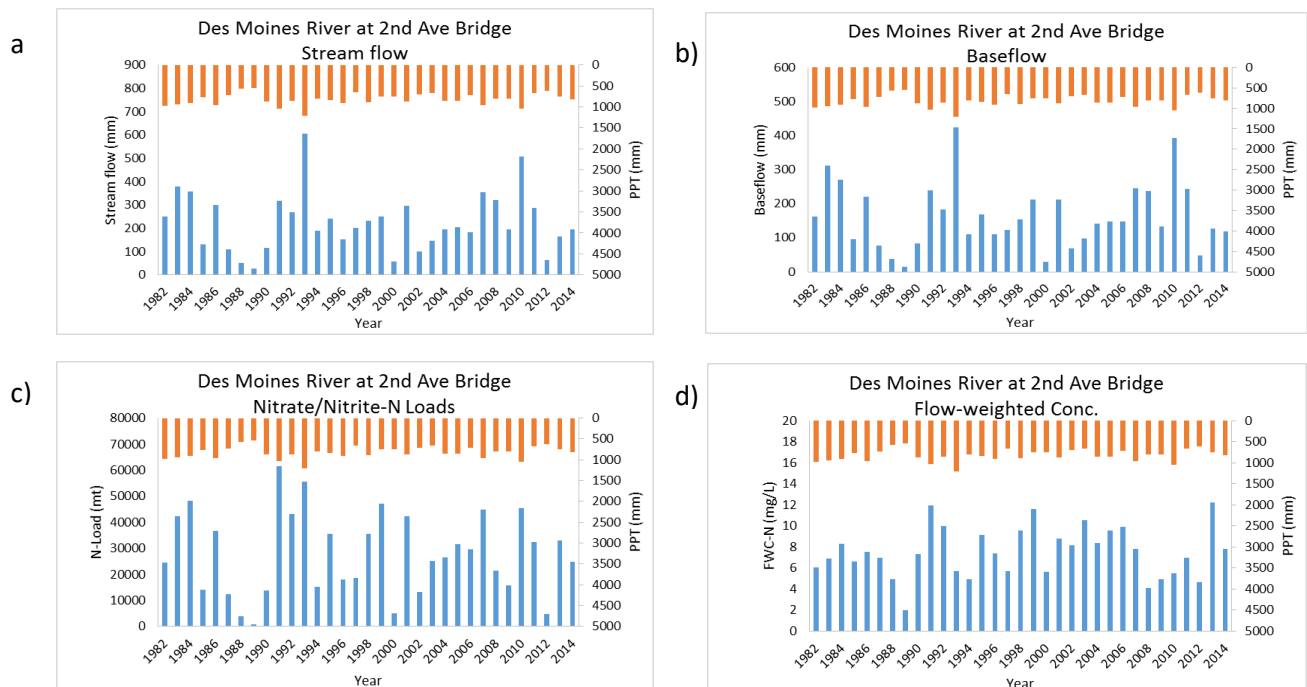 a
Des Moines River at 2nd Ave Bridge
Stream flow
900
800
700
600
500
400
300
200
100
0
Stream flow (mm)
0
500
1000
1500
2000
2500
3000
3500
4000
4500
5000
PPT (mm)
1982 1984 1986 1988 1990 1992 1994 1996 1998 2000 2002 2004 2006 2008 2010 2012 2014
Year
b)
Des Moines River at 2nd Ave Bridge
Baseflow
600
500
400
300
200
100
0
Baseflow (mm)
0
500
1000
1500
2000
2500
3000
3500
4000
4500
5000
PPT (mm)
1982 1984 1986 1988 1990 1992 1994 1996 1998 2000 2002 2004 2006 2008 2010 2012 2014
Year
c)
Des Moines River at 2nd Ave Bridge
Nitrate/Nitrite-N Loads
80000
70000
60000
50000
40000
30000
20000
10000
0
N-Load (mt)
0
500
1000
1500
2000
2500
3000
3500
4000
4500
5000
PPT (mm)
1982 1984 1986 1988 1990 1992 1994 1996 1998 2000 2002 2004 2006 2008 2010 2012 2014
Year
d)
Des Moines River at 2nd Ave Bridge
Flow-weighted Conc.
20
18
16
14
12
10
8
6
4
2
0
FWC-N (mg/L)
0
500
1000
1500
2000
2500
3000
3500
4000
4500
5000
PPT (mm)
1982 1984 1986 1988 1990 1992 1994 1996 1998 2000 2002 2004 2006 2008 2010 2012 2014
Year